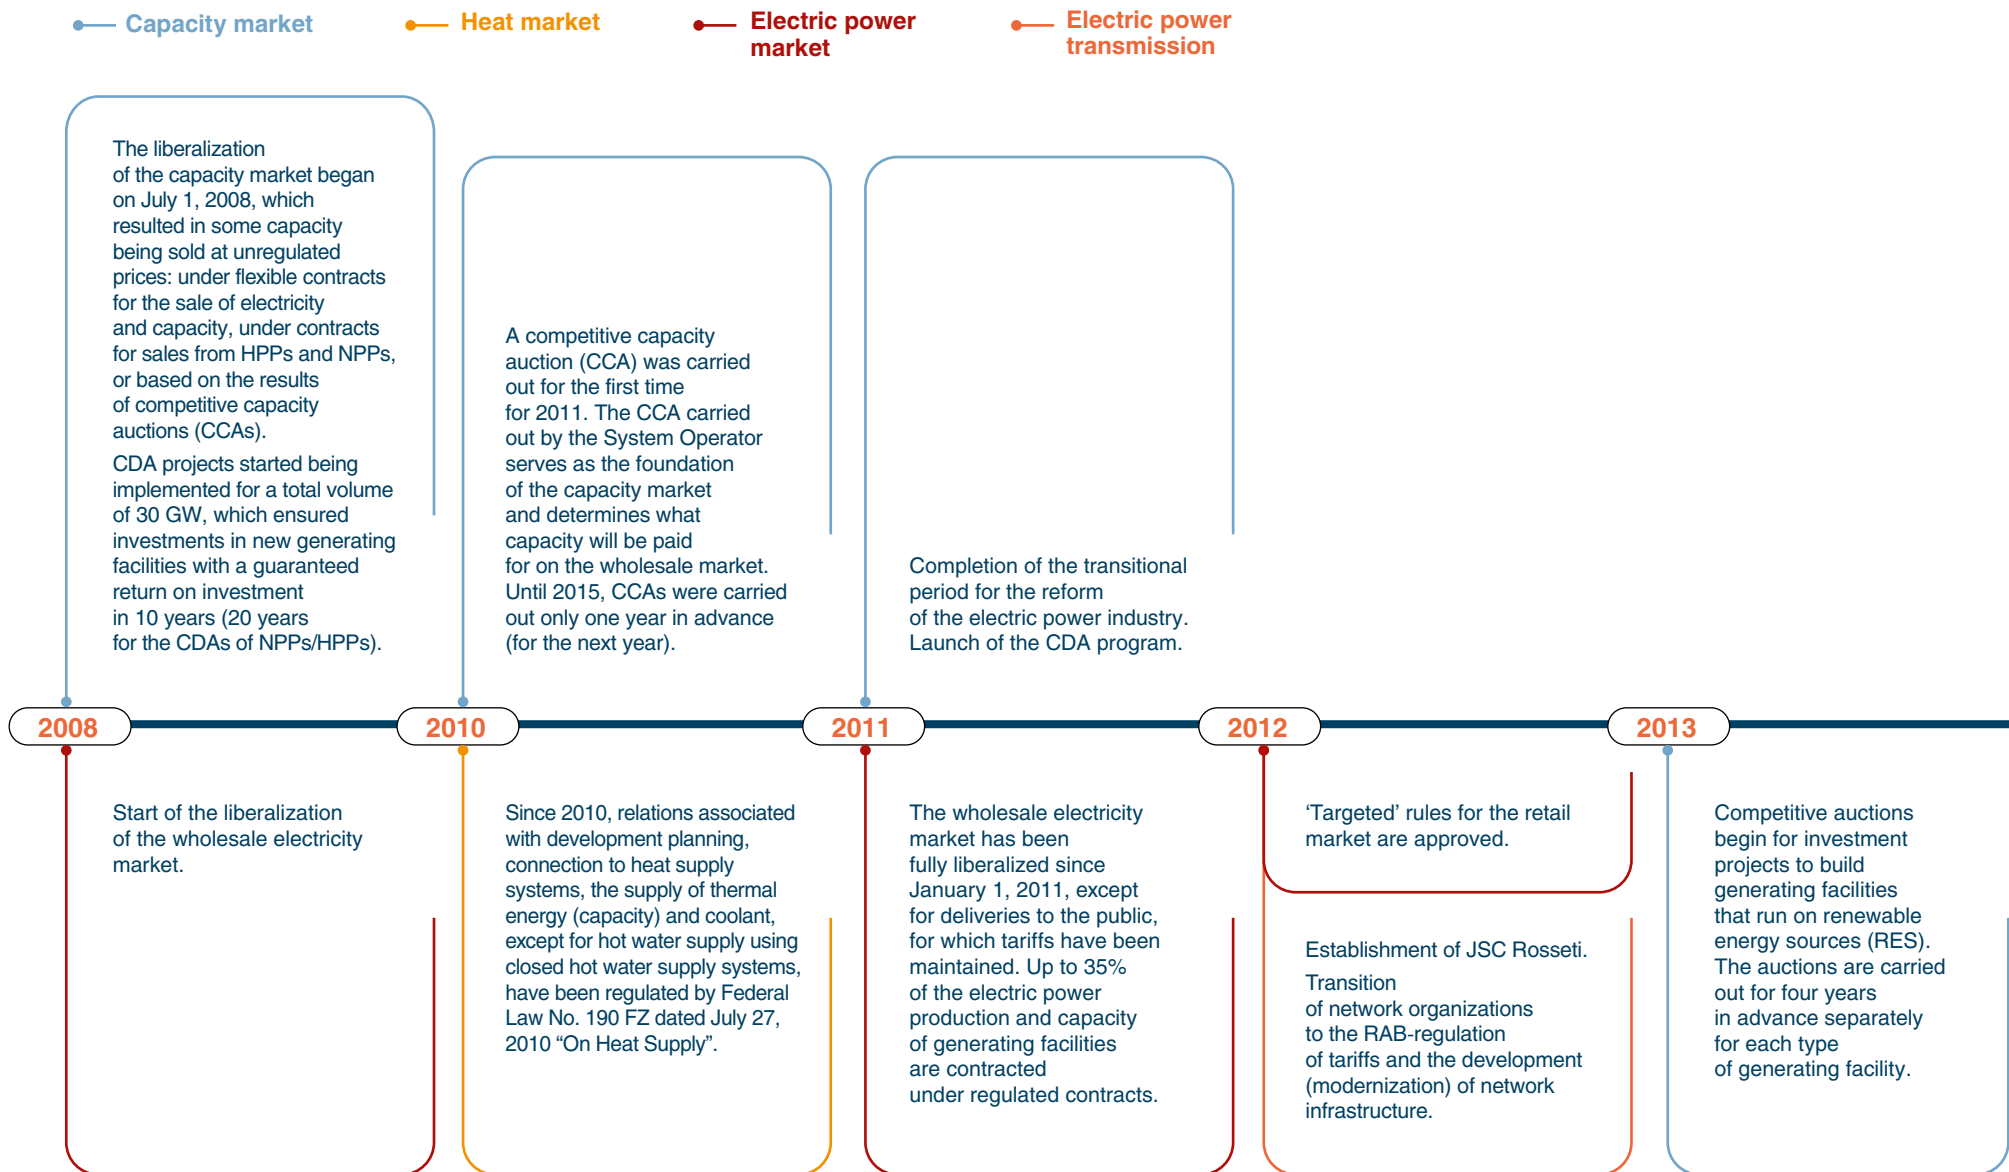 Capacity market
Heat market
Electric power
market
Electric power
transmission
The liberalization
of the capacity market began
on July 1, 2008, which
resulted in some capacity
being sold at unregulated
prices: under flexible contracts
for the sale of electricity
and capacity, under contracts
for sales from HPPs and NPPs,
or based on the results
of competitive capacity
auctions (CCAs).
CDA projects started being
implemented for a total volume
of 30 GW, which ensured
investments in new generating
facilities with a guaranteed
return on investment
in 10 years (20 years
for the CDAs of NPPs/HPPs).
A competitive capacity
auction (CCA) was carried
out for the first time
for 2011. The CCA carried
out by the System Operator
serves as the foundation
of the capacity market
and determines what
capacity will be paid
for on the wholesale market.
Until 2015, CCAs were carried
out only one year in advance
(for the next year).
Completion of the transitional
period for the reform
of the electric power industry.
Launch of the CDA program.
2008
2010
2011
2012
2013
Start of the liberalization
of the wholesale electricity
market.
Since 2010, relations associated
with development planning,
connection to heat supply
systems, the supply of thermal
energy (capacity) and coolant,
except for hot water supply using
closed hot water supply systems,
have been regulated by Federal
Law No. 190 FZ dated July 27,
2010 “On Heat Supply”.
The wholesale electricity
market has been
fully liberalized since
January 1, 2011, except
for deliveries to the public,
for which tariffs have been
maintained. Up to 35%
of the electric power
production and capacity
of generating facilities
are contracted
under regulated contracts.
‘Targeted’ rules for the retail
market are approved.
Establishment of JSC Rosseti.
Transition
of network organizations
to the RAB-regulation
of tariffs and the development
(modernization) of network
infrastructure.
Competitive auctions
begin for investment
projects to build
generating facilities
that run on renewable
energy sources (RES).
The auctions are carried
out for four years
in advance separately
for each type
of generating facility.